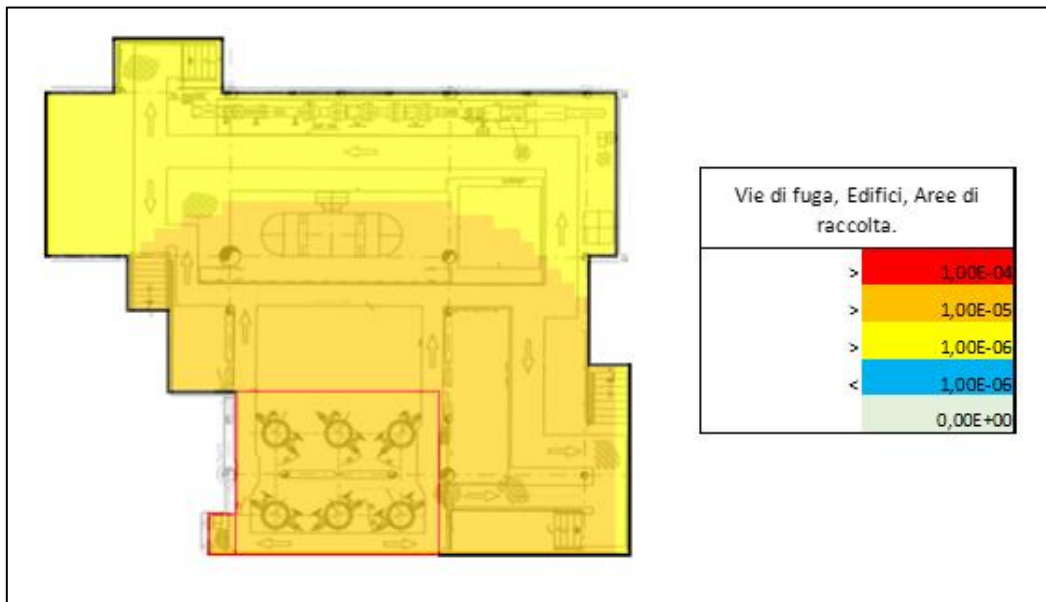 Vie di fuga, Edifici, Aree di
raccolta.
> 1,00E-04
> 1,00E-05
> 1,00E-06
< 1,00E-06
0,00E+00